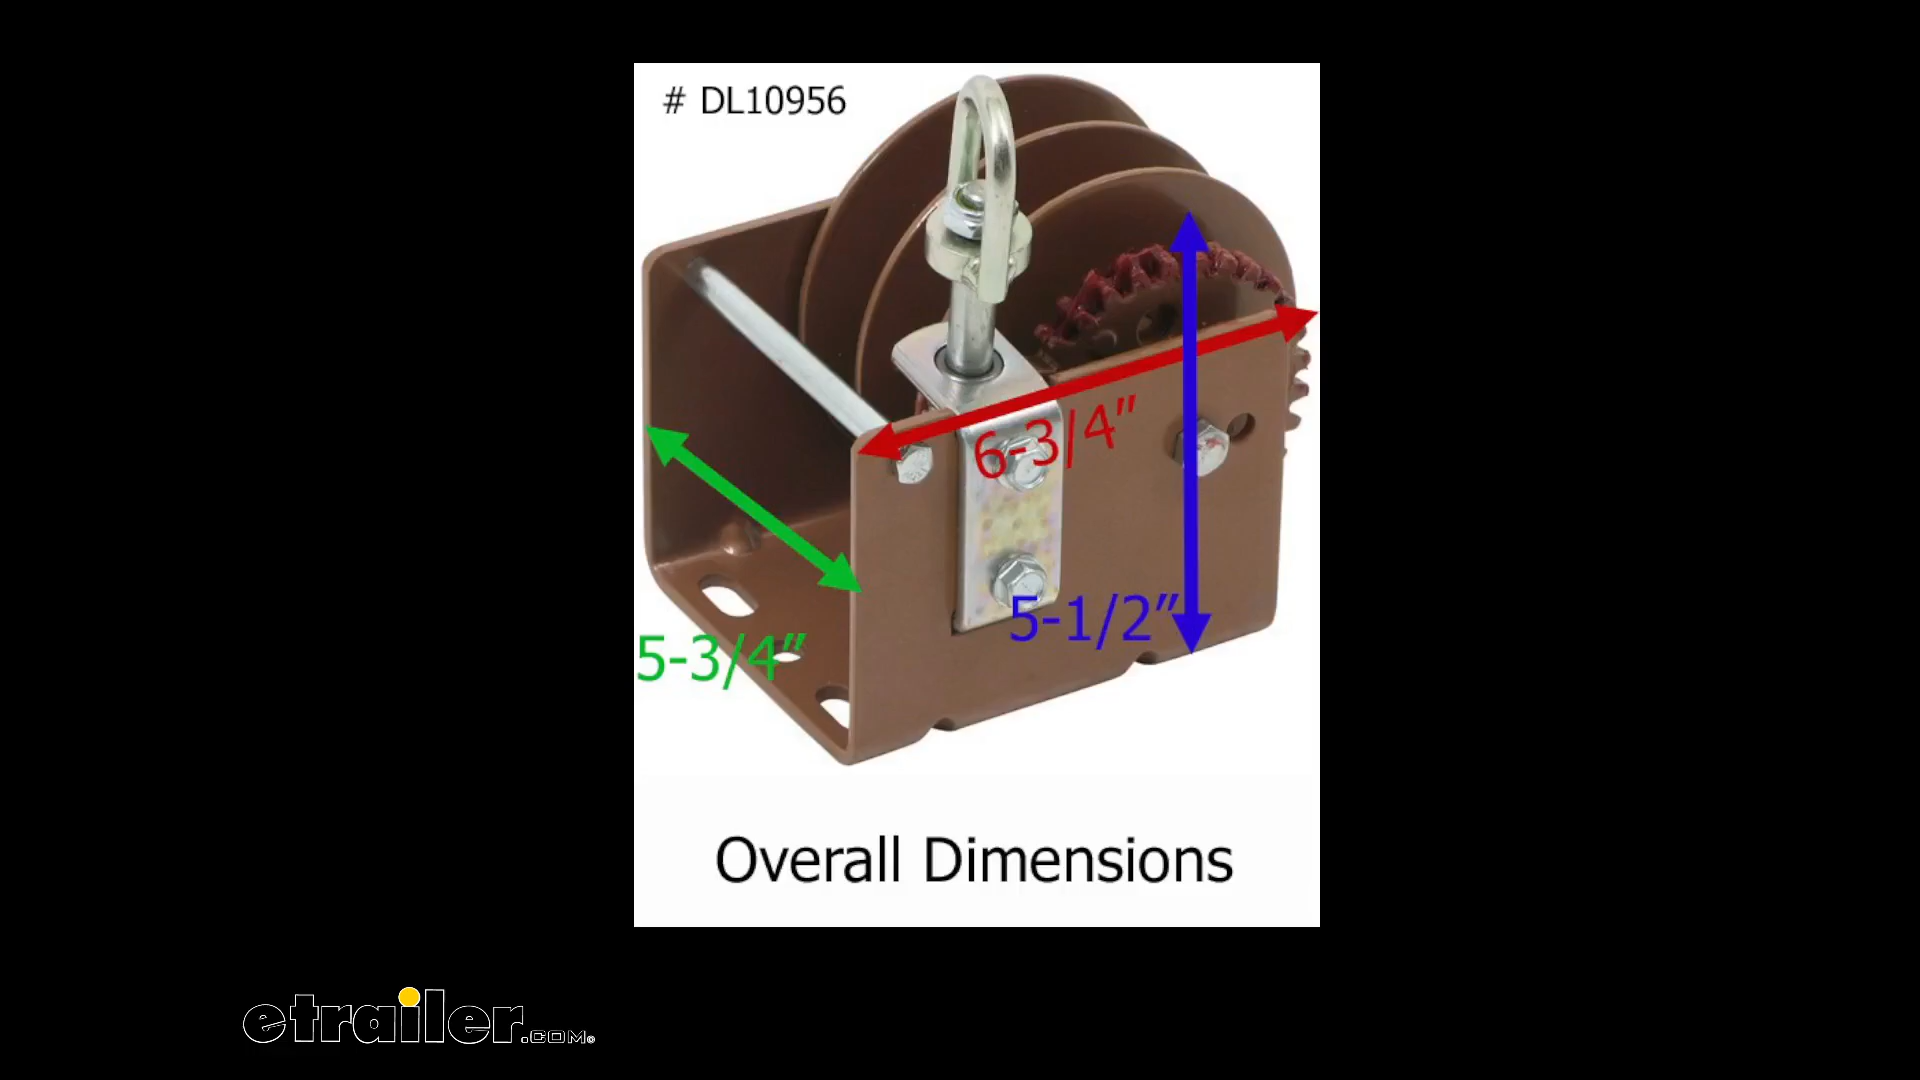 # DL10956
6-3/4"
5-1/2"
5-3/4"
Overall Dimensions
etrailer.COM